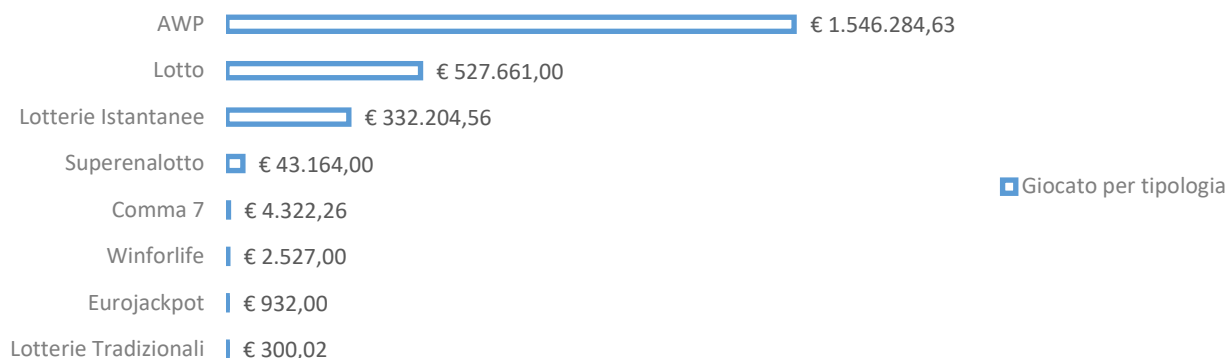 AWP € 1.546.284,63
Lotto € 527.661,00
Lotterie Istantanee € 332.204,56
Superenalotto € 43.164,00
Giocato per tipologia
Comma 7 € 4.322,26
Winforlife € 2.527,00
Eurojackpot € 932,00
Lotterie Tradizionali € 300,02